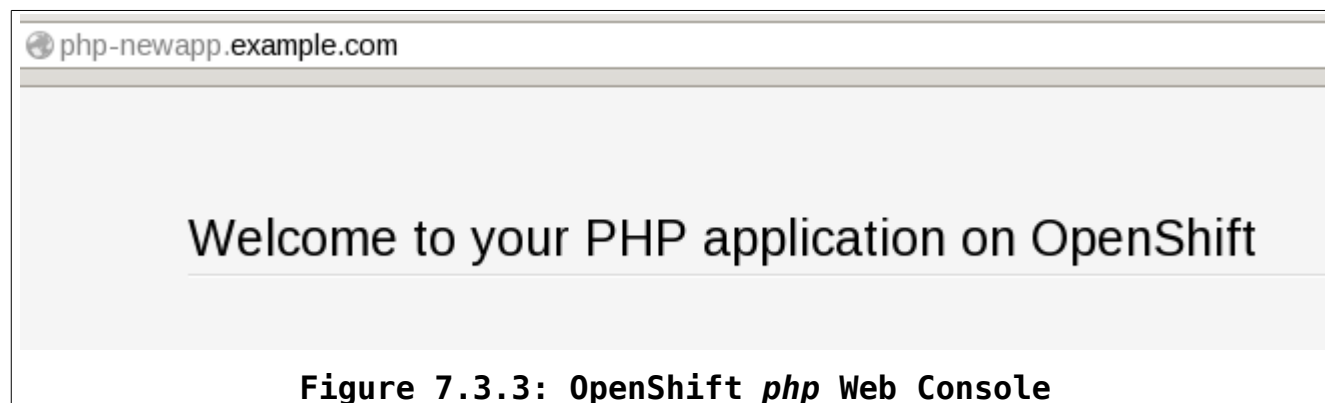 php-newapp.example.com
Welcome to your PHP application on OpenShift
Figure 7.3.3: OpenShift php Web Console